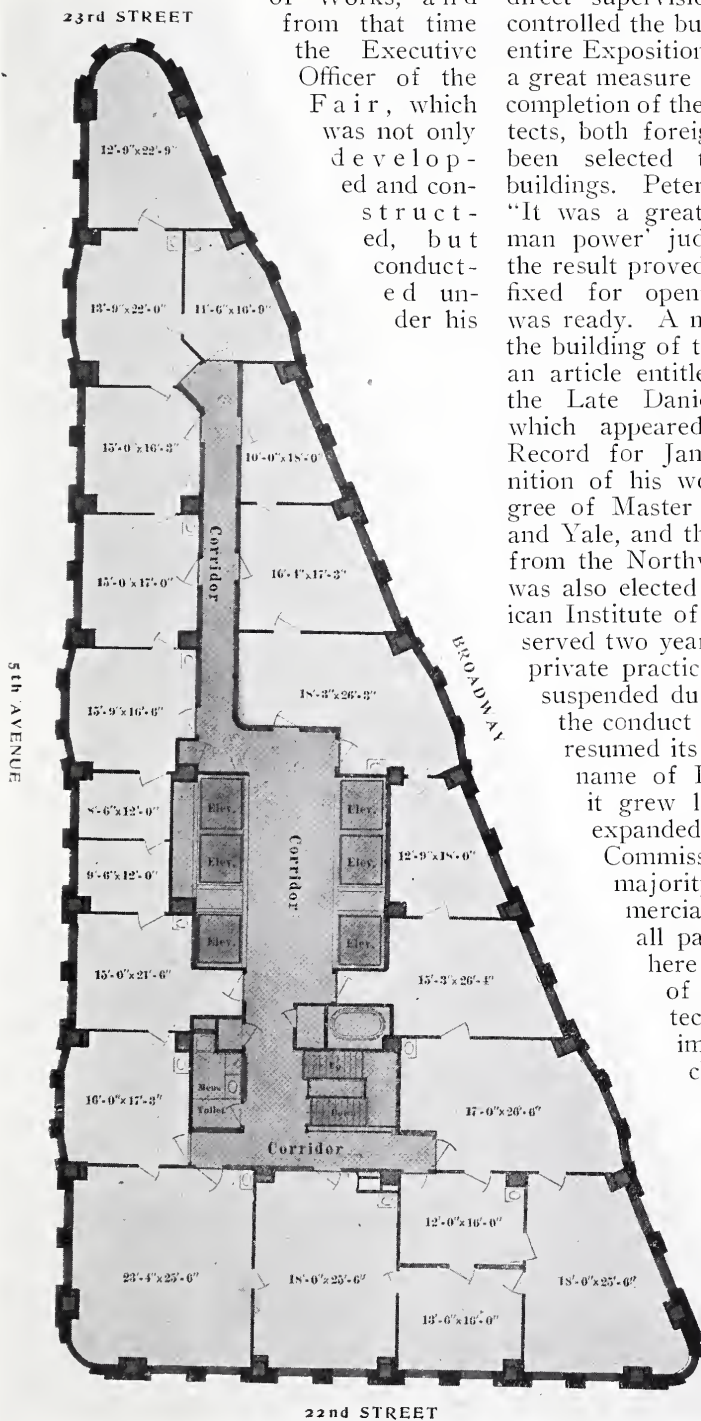 23rd STREET
from that time
the Executive
Officer of the
Fair, which
was not only
develop-
ed and con-
struct-
ed, but
conduct-
ed un-
der his
direct supervisio
controlled the bu
entire Exposition
a great measure
completion of the
tects, both foreig
been selected t
buildings. Peter
"It was a great
man power' jud
the result proved
fixed for open
was ready. A n
the building of t
an article entitle
the Late Danie
which appeared
Record for Jan
nition of his wo
gree of Master
and Yale, and th
from the Northw
was also elected
ican Institute of
served two year
private practic
suspended du
the conduct
resumed its
name of
it grew l
expanded
Commiss
majority
mercia
all pa
here
of
tec
im
c
12'-9"x22'-9"
13'-9"x22'-0"
11'-6"x16'-9"
15'-0"x16'-3"
10'-0"x18'-0"
Corridor
15'-0"x17'-0"
16'-4"x17'-3"
15'-9"x16'-6"
18'-3"x26'-3"
BROADWAY
5th AVENUE
8'-6"x12'-0"
Elev.
Elev.
9'-6"x12'-0"
Elev.
Corridor
Elev.
12'-9"x18'-0"
15'-0"x21'-6"
Elev.
Elev.
15'-3"x26'-4"
16'-0"x17'-3"
Mens
Toilet
Up
Down
17'-0"x26'-6"
Corridor
23'-4"x25'-6"
18'-0"x25'-6"
12'-0"x16'-0"
13'-6"x16'-0"
18'-0"x25'-6"
22nd STREET